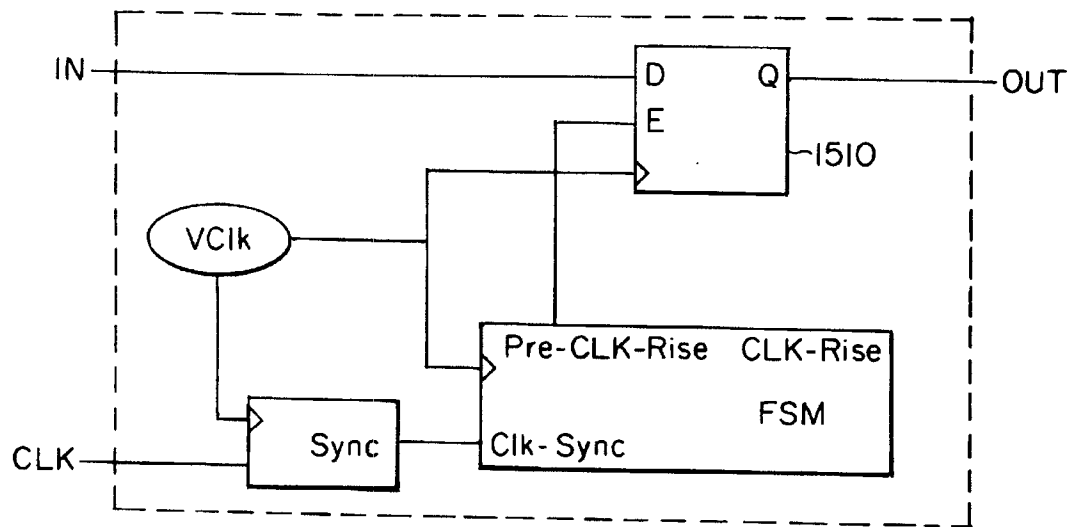 IN
D Q
OUT
E
1510
VClk
Pre-CLK-Rise CLK-Rise
FSM
Sync
Clk-Sync
CLK